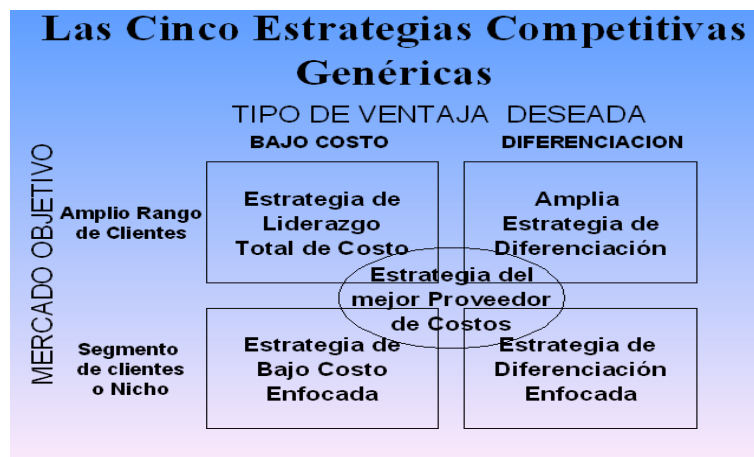 Las Cinco Estrategias Competitivas
Genéricas
TIPO DE VENTAJA DESEADA
BAJO COSTO
DIFERENCIACION
MERCADO OBJETIVO
Amplio Rango
de Clientes
Estrategia de
Liderazgo
Total de Costo
Amplia
Estrategia de
Diferenciación
Estrategia del
mejor Proveedor
de Costos
Segmento
de clientes
o Nicho
Estrategia de
Bajo Costo
Enfocada
Estrategia de
Diferenciación
Enfocada